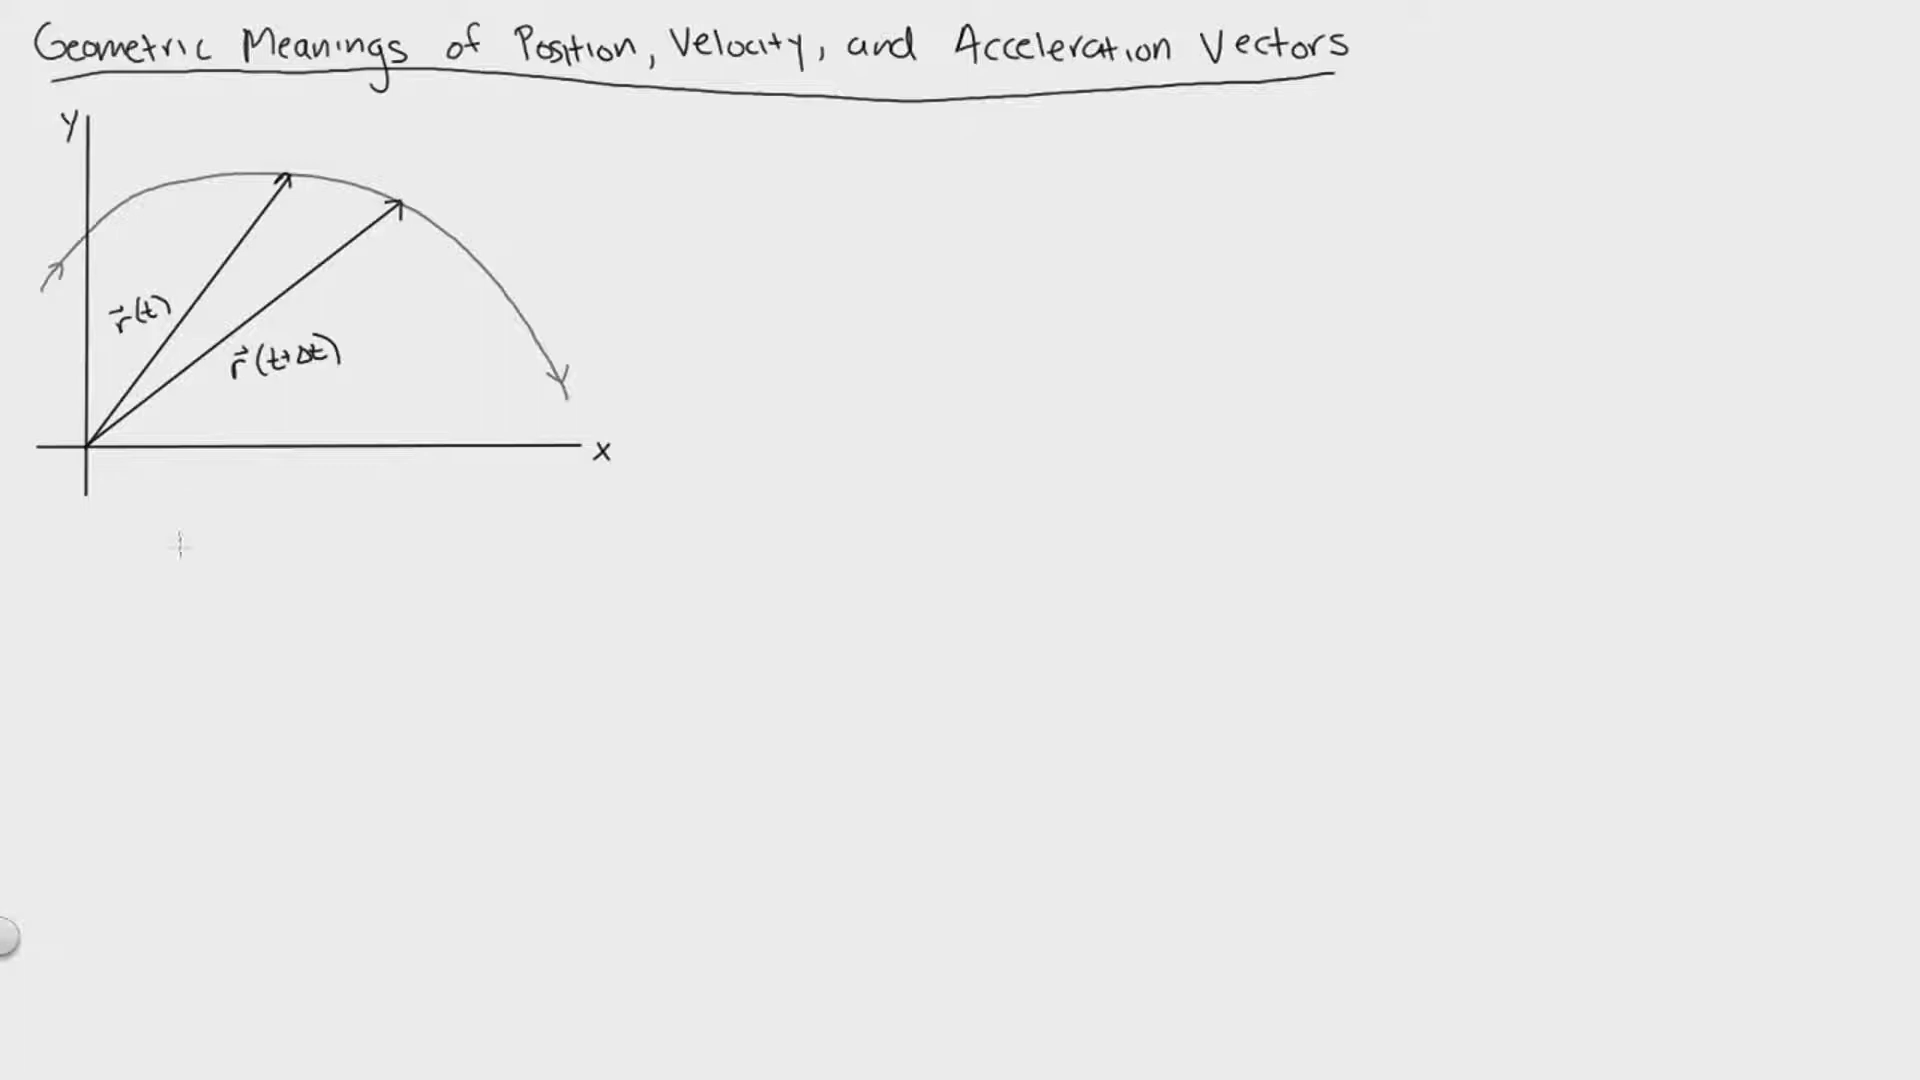 Geometric Meanings of Position, Velocity, and Acceleration Vectors
y
r⃗(t)
r⃗(t+Δt)
x